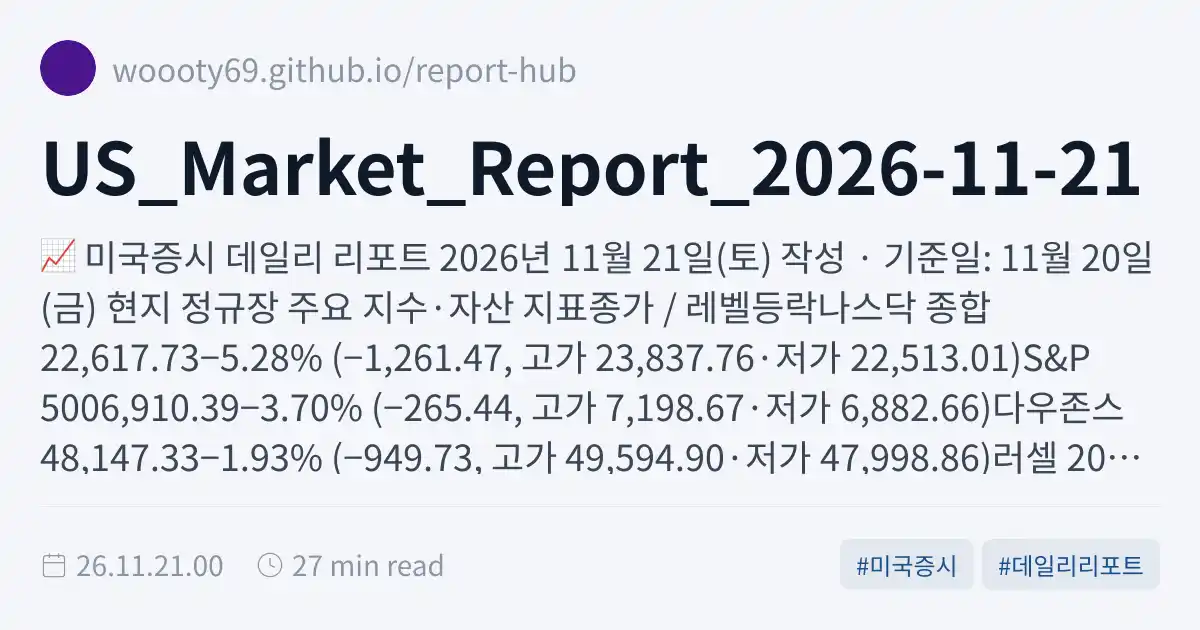 woooty69.github.io/report-hub
US_Market_Report_2026-11-21
📈 미국증시 데일리 리포트 2026년 11월 21일(토) 작성 · 기준일: 11월 20일
(금) 현지 정규장 주요 지수·자산 지표종가 / 레벨등락나스닥 종합
22,617.73−5.28% (−1,261.47, 고가 23,837.76·저가 22,513.01)S&P
5006,910.39−3.70% (−265.44, 고가 7,198.67·저가 6,882.66)다우존스
48,147.33−1.93% (−949.73, 고가 49,594.90·저가 47,998.86)러셀 20…
26.11.21.00 27 min read #미국증시 #데일리리포트